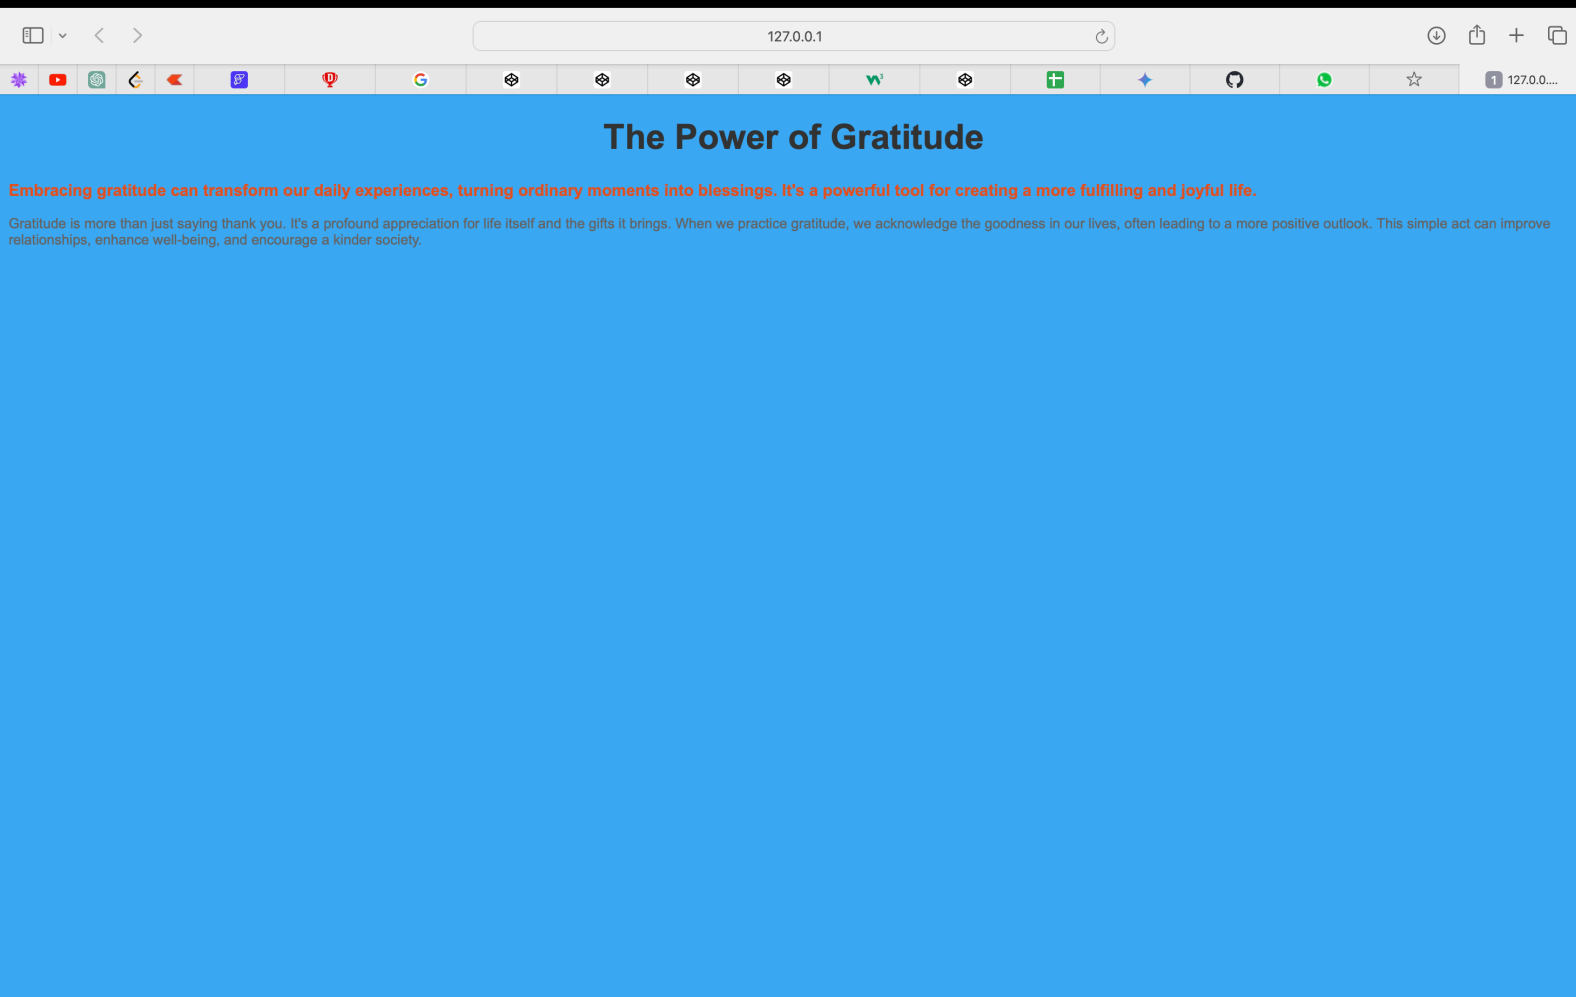 127.0.0.1
1 127.0.0....
The Power of Gratitude
Embracing gratitude can transform our daily experiences, turning ordinary moments into blessings. It's a powerful tool for creating a more fulfilling and joyful life.
Gratitude is more than just saying thank you. It's a profound appreciation for life itself and the gifts it brings. When we practice gratitude, we acknowledge the goodness in our lives, often leading to a more positive outlook. This simple act can improve
relationships, enhance well-being, and encourage a kinder society.